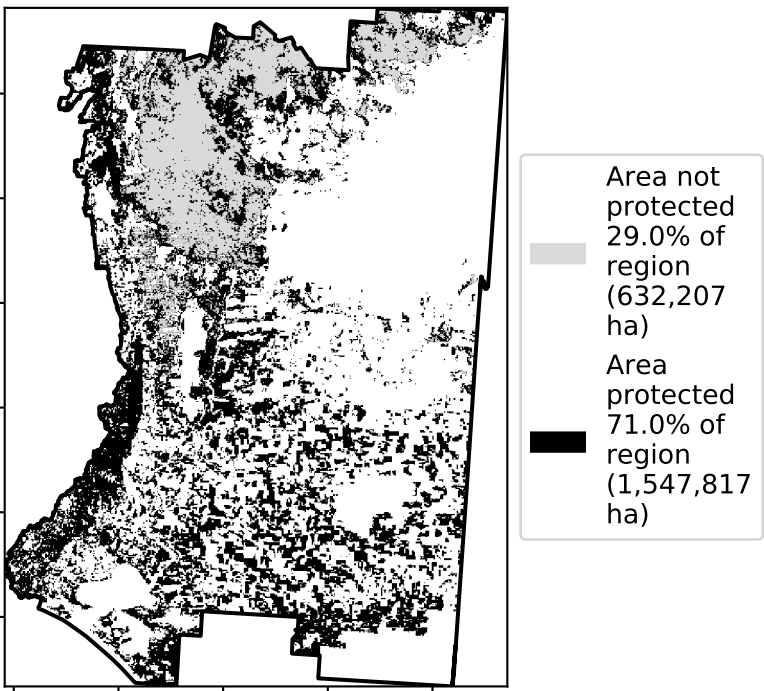 Area not
protected
29.0% of
region
(632,207
ha)
Area
protected
71.0% of
region
(1,547,817
ha)